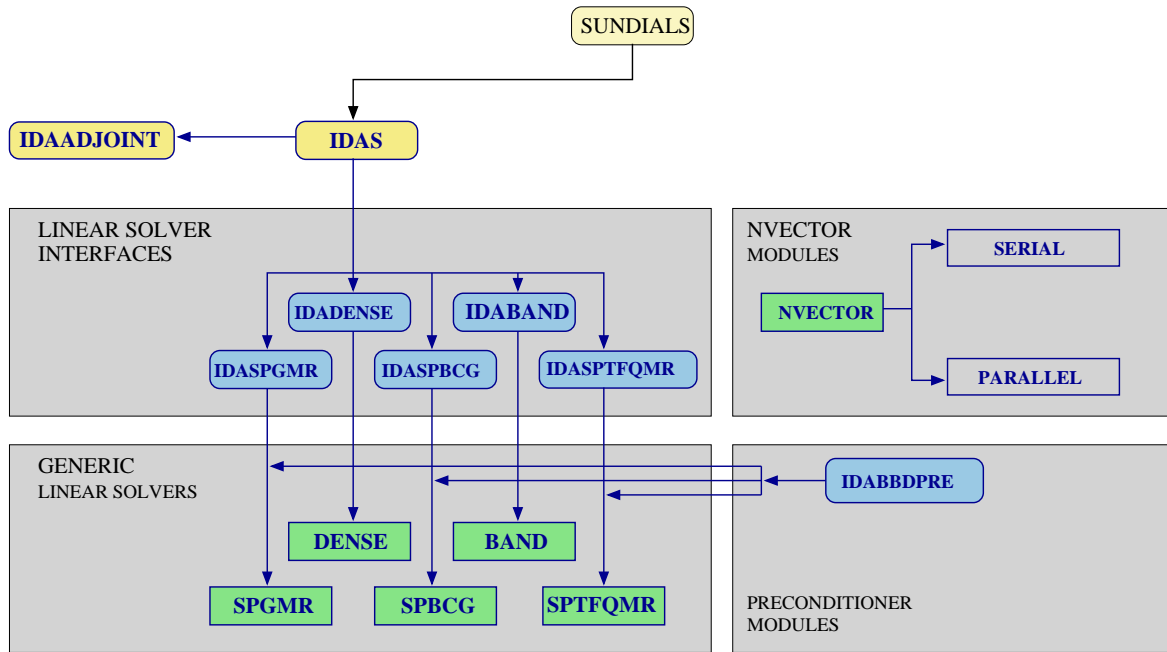 SUNDIALS
IDAADJOINT
IDAS
LINEAR SOLVER
INTERFACES
IDADENSE
IDABAND
IDASPGMR
IDASPBCG
IDASPTFQMR
NVECTOR
MODULES
SERIAL
NVECTOR
PARALLEL
GENERIC
LINEAR SOLVERS
DENSE
BAND
SPGMR
SPBCG
SPTFQMR
IDABBDPRE
PRECONDITIONER
MODULES